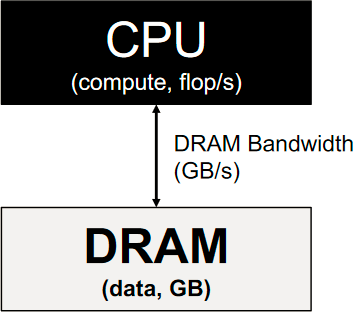 CPU
(compute, flop/s)
DRAM Bandwidth
(GB/s)
DRAM
(data, GB)